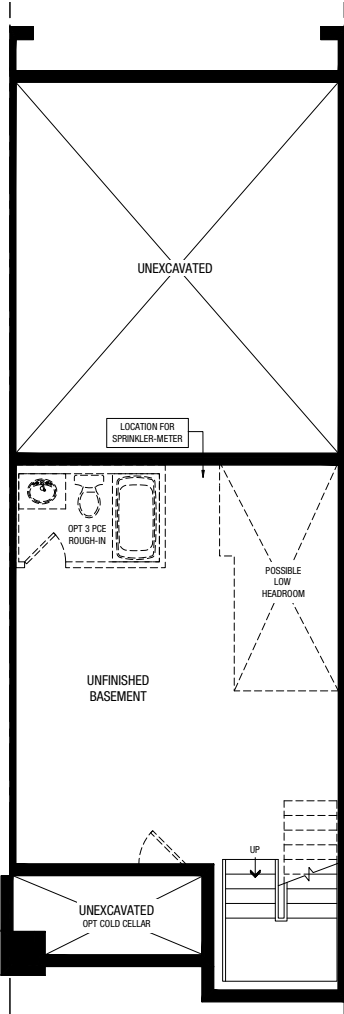 UNEXCAVATED
LOCATION FOR
SPRINKLER-METER
OPT 3 PCE
ROUGH-IN
POSSIBLE
LOW
HEADROOM
UNFINISHED
BASEMENT
UP
UNEXCAVATED
OPT COLD CELLAR